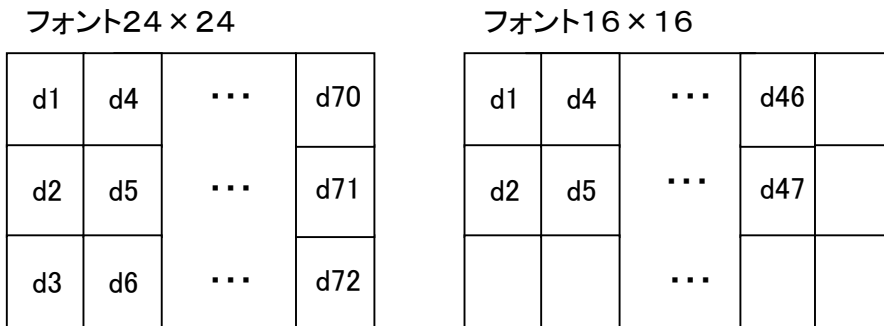 フォント24×24 フォント16×16
d1 d4 ・・・ d70 d1 d4 ・・・ d46
d2 d5 ・・・ d71 d2 d5 ・・・ d47
d3 d6 ・・・ d72 ・・・